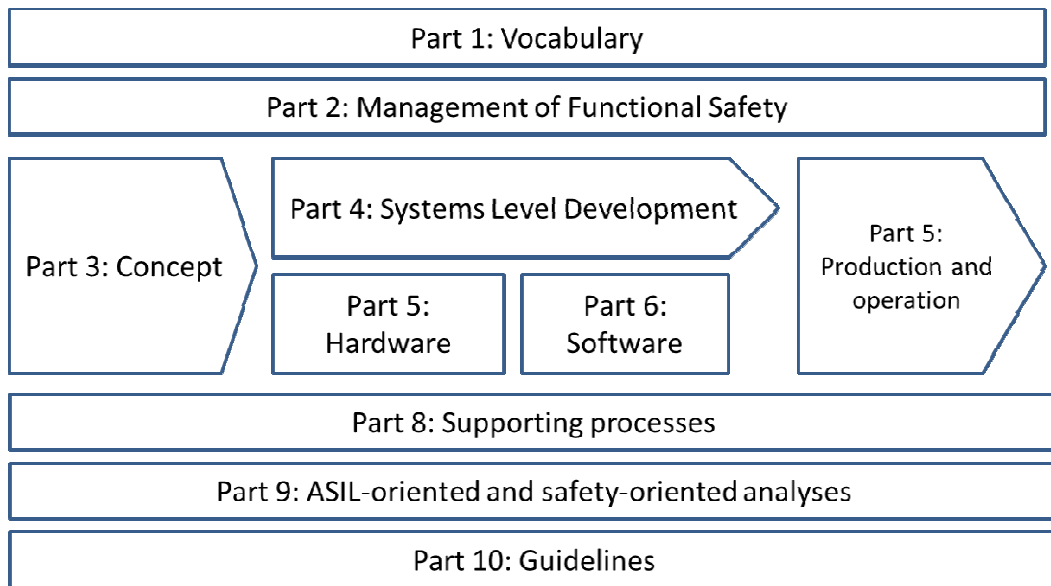 Part 1: Vocabulary
Part 2: Management of Functional Safety
Part 3: Concept
Part 4: Systems Level Development
Part 5:
Hardware
Part 6:
Software
Part 5:
Production and
operation
Part 8: Supporting processes
Part 9: ASIL-oriented and safety-oriented analyses
Part 10: Guidelines